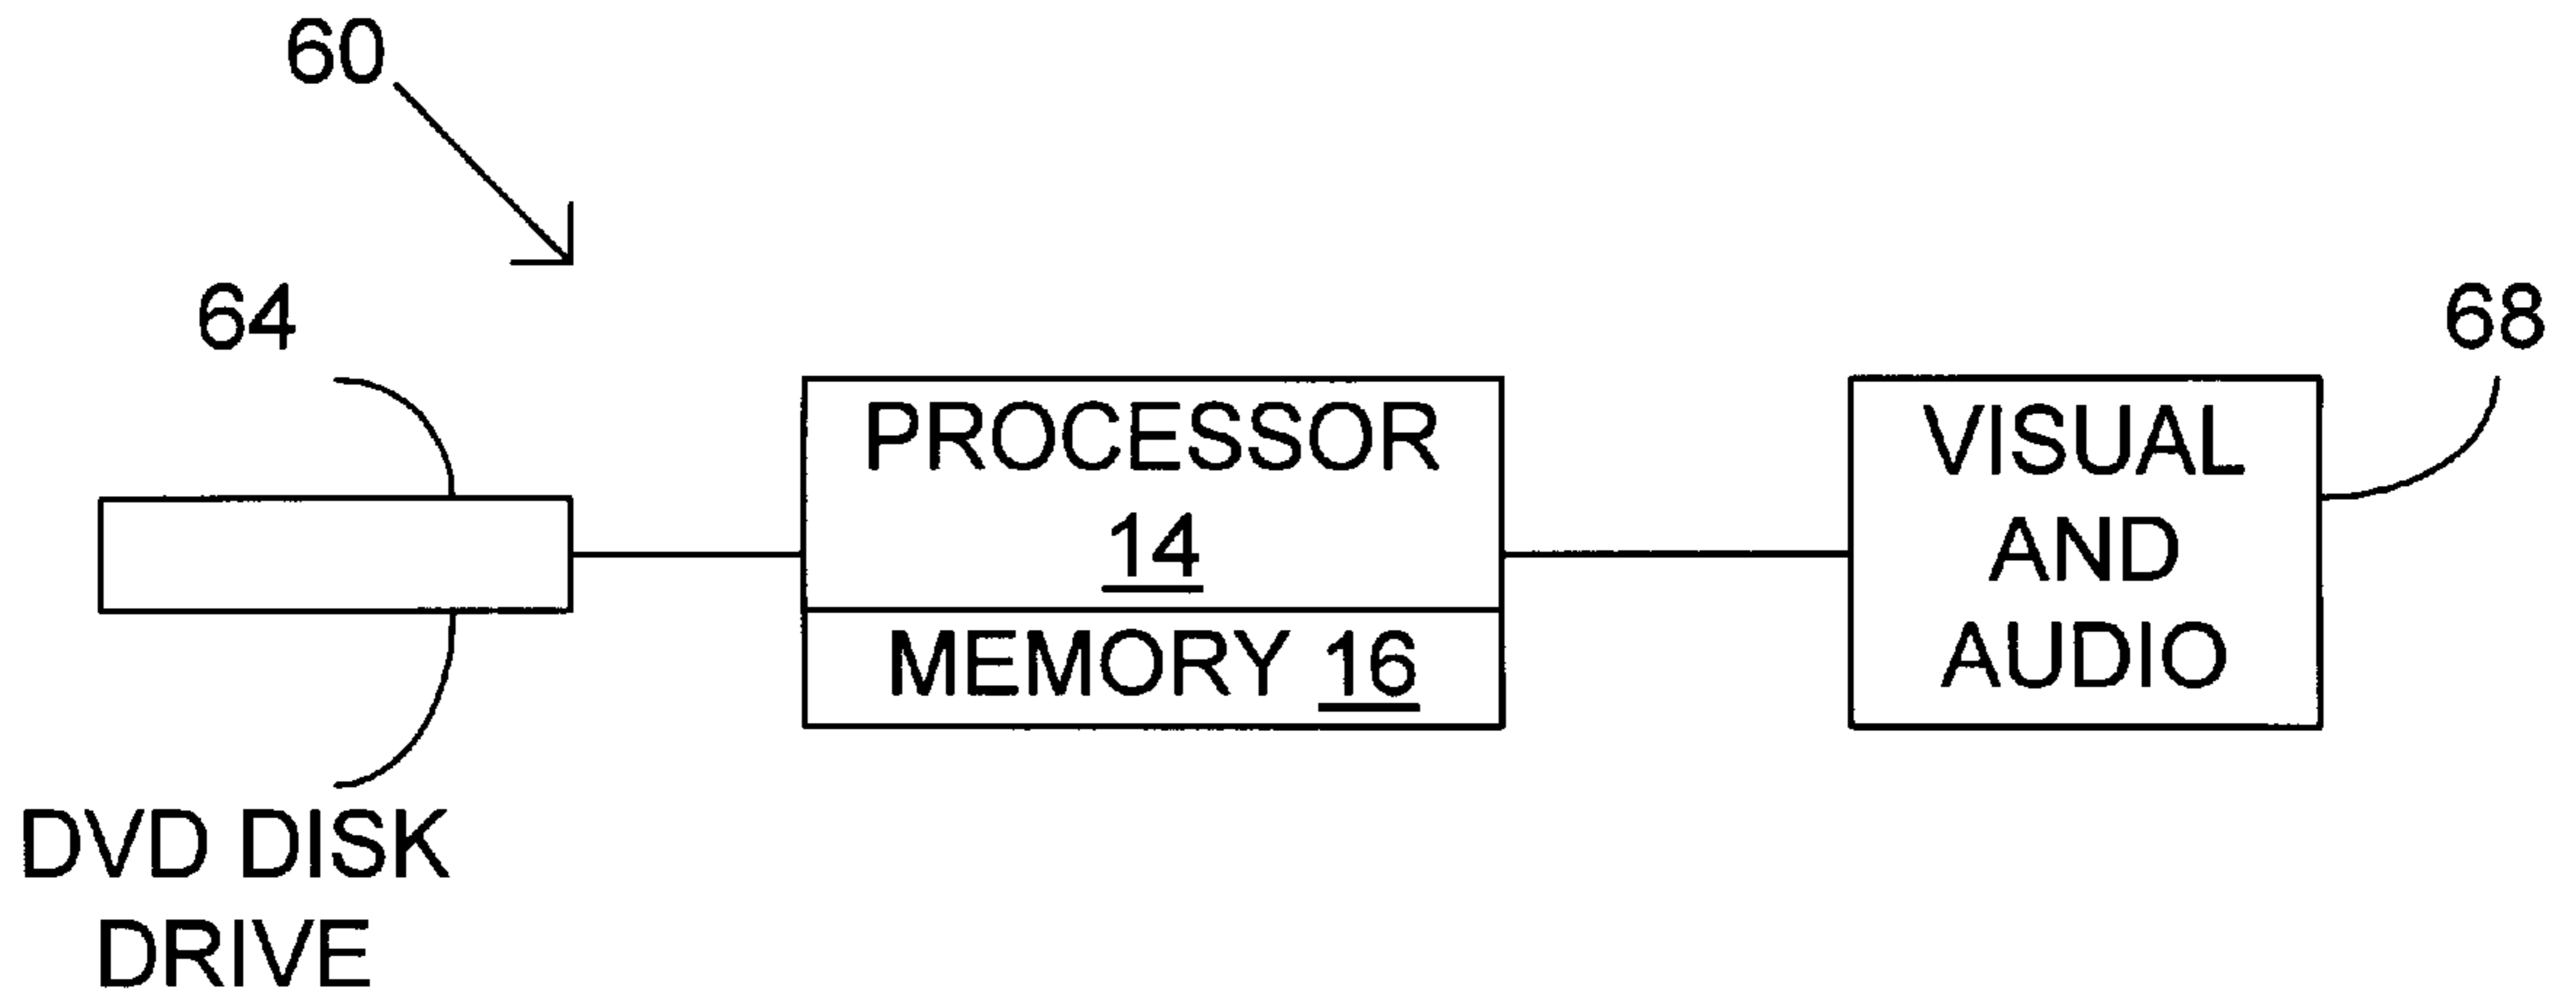 60
64
68
PROCESSOR
14
MEMORY 16
VISUAL
AND
AUDIO
DVD DISK
DRIVE